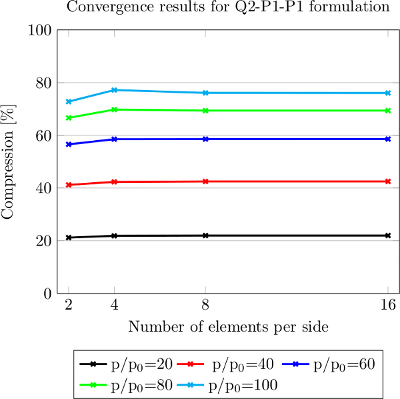 Convergence results for Q2-P1-P1 formulation
100
80
60
40
20
0
Compression [%]
2 4 8 16
Number of elements per side
p/p₀=20 p/p₀=40 p/p₀=60
p/p₀=80 p/p₀=100